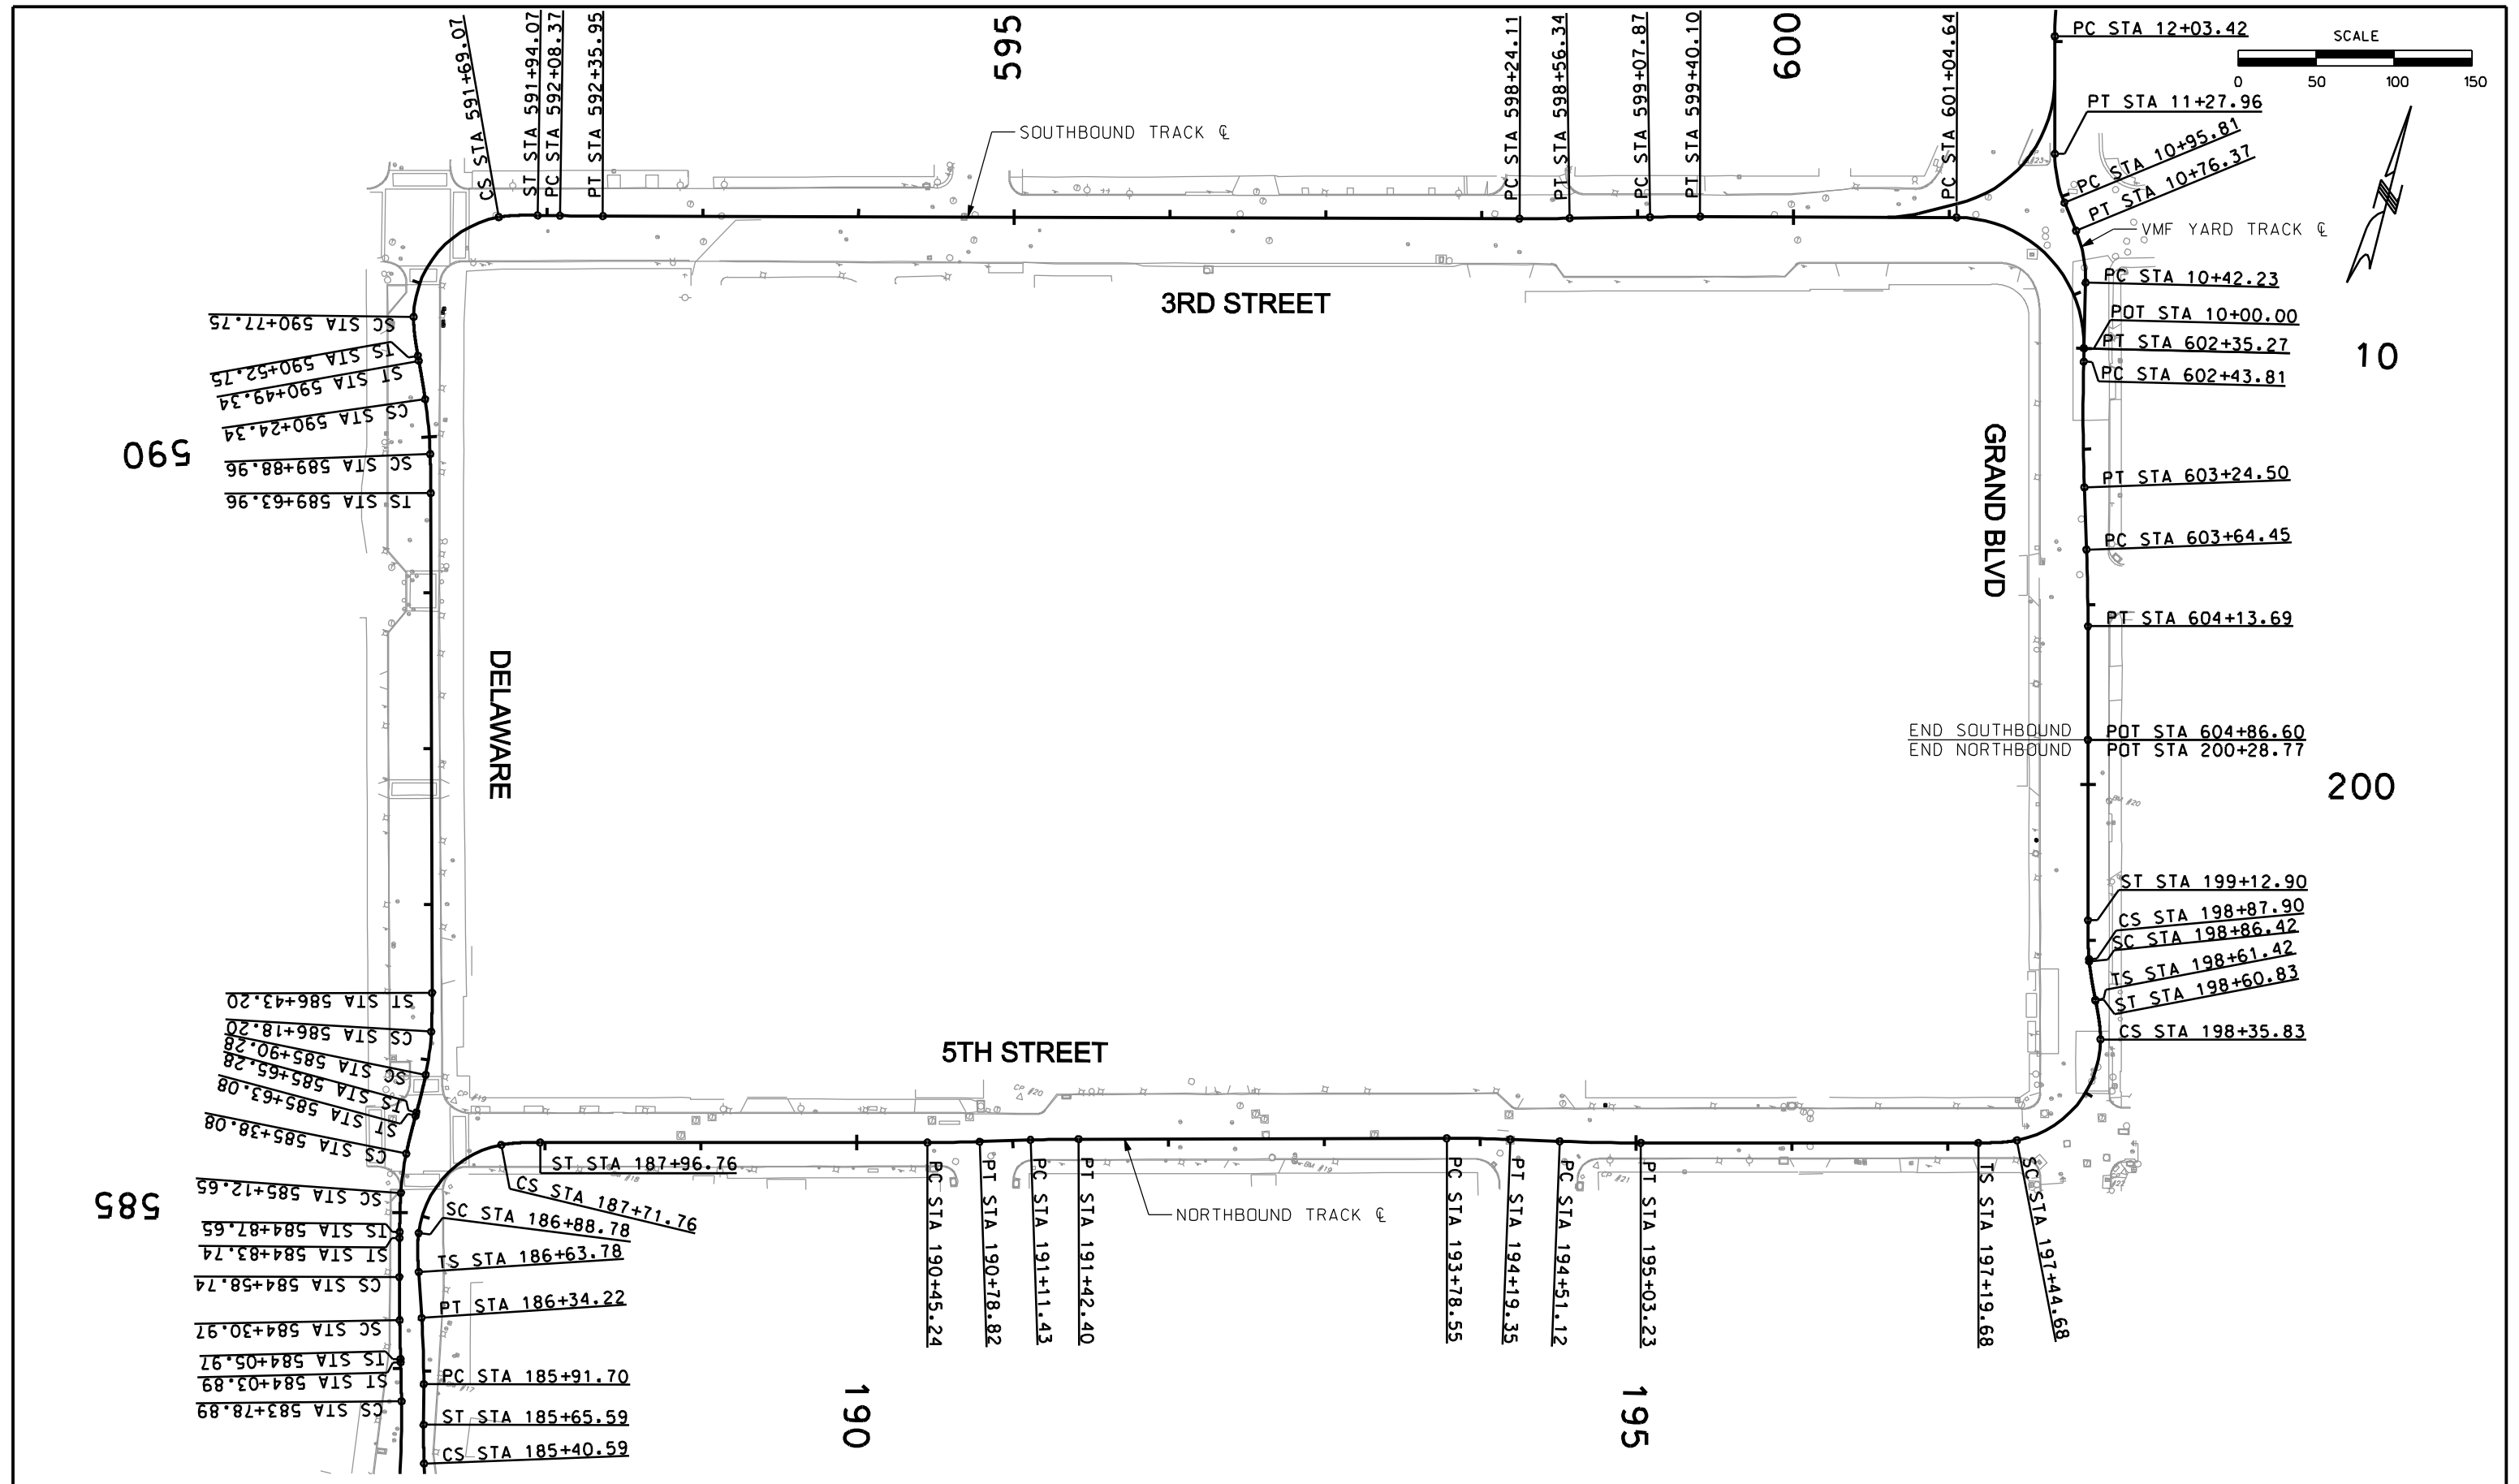 CS STA 591+69.07
ST STA 591+94.07
PC STA 592+08.37
PT STA 592+35.95
595
SOUTHBOUND TRACK ℄
PC STA 598+24.11
PT STA 598+56.34
PC STA 599+07.87
PT STA 599+40.10
600
PC STA 601+04.64
PC STA 12+03.42
SCALE
0 50 100 150
PT STA 11+27.96
PC STA 10+95.81
PT STA 10+76.37
VMF YARD TRACK ℄
PC STA 10+42.23
POT STA 10+00.00
PT STA 602+35.27
10
PC STA 602+43.81
3RD STREET
GRAND BLVD
PT STA 603+24.50
PC STA 603+64.45
PT STA 604+13.69
END SOUTHBOUND
POT STA 604+86.60
END NORTHBOUND
POT STA 200+28.77
200
BM #20
ST STA 199+12.90
CS STA 198+87.90
SC STA 198+86.42
TS STA 198+61.42
ST STA 198+60.83
CS STA 198+35.83
SC STA 590+77.75
TS STA 590+52.75
ST STA 590+49.34
CS STA 590+24.34
590
SC STA 589+88.96
TS STA 589+63.96
DELAWARE
ST STA 586+43.20
CS STA 586+18.20
SC STA 585+90.28
TS STA 585+65.28
ST STA 585+63.08
CS STA 585+38.08
SC STA 585+12.65
585
TS STA 584+87.65
ST STA 584+83.74
CS STA 584+58.74
SC STA 584+30.97
TS STA 584+05.97
ST STA 584+03.89
CS STA 583+78.89
5TH STREET
CP #19
CP #20
ST STA 187+96.76
BM #18
CS STA 187+71.76
SC STA 186+88.78
TS STA 186+63.78
PT STA 186+34.22
PC STA 185+91.70
ST STA 185+65.59
CS STA 185+40.59
190
PC STA 190+45.24
PT STA 190+78.82
PC STA 191+11.43
PT STA 191+42.40
NORTHBOUND TRACK ℄
BM #19
PC STA 193+78.55
PT STA 194+19.35
PC STA 194+51.12
CP #21
PT STA 195+03.23
195
TS STA 197+19.68
SC STA 197+44.68